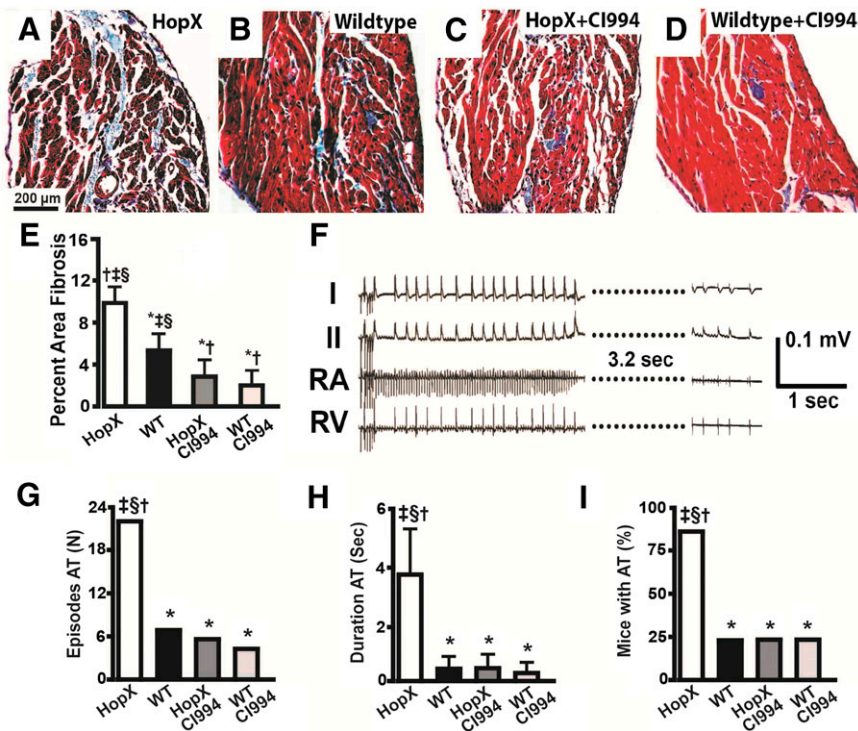 A HopX
B Wildtype
C HopX+CI994
D Wildtype+CI994
200 μm
E
Percent Area Fibrosis
16
12
8
4
0
†‡§
*‡§
*†
*†
HopX
WT
HopX
CI994
WT
CI994
F
I
II
RA
RV
3.2 sec
0.1 mV
1 sec
G
Episodes AT (N)
24
18
12
6
0
‡§†
*
*
*
HopX
WT
HopX
CI994
WT
CI994
H
Duration AT (Sec)
6
4
2
0
‡§†
*
*
*
HopX
WT
HopX
CI994
WT
CI994
I
Mice with AT (%)
100
75
50
25
0
‡§†
*
*
*
HopX
WT
HopX
CI994
WT
CI994